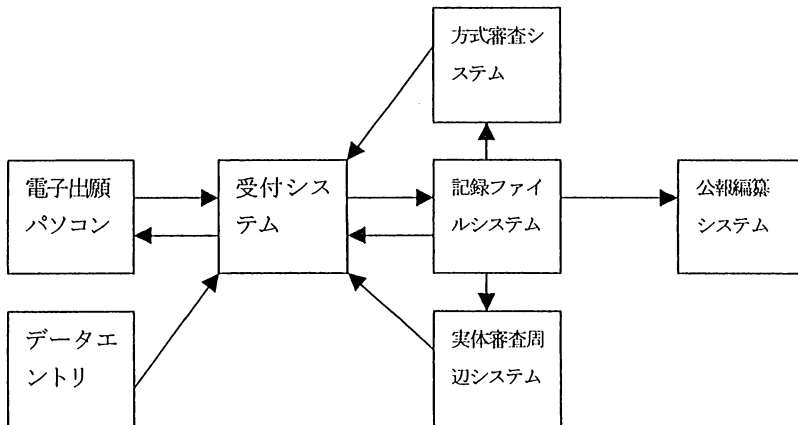 方式審査シ
ステム
電子出願
パソコン
受付シス
テム
記録ファイ
ルシステム
公報編纂
システム
データエ
ントリ
実体審査周
辺システム